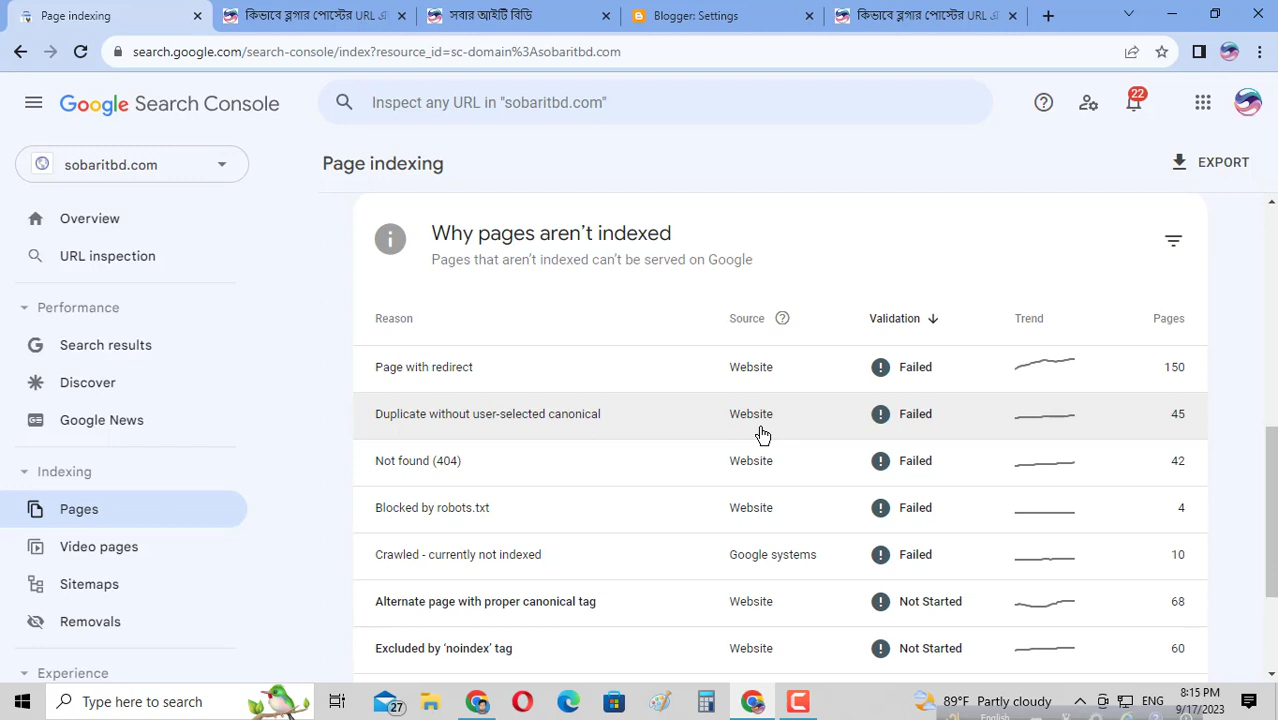 Page indexing
কিভাবে ব্লগার পোস্টের URL এ
সবার আইটি বিডি
Blogger: Settings
কিভাবে ব্লগার পোস্টের URL এ
search.google.com/search-console/index?resource_id=sc-domain%3Asobaritbd.com
Google Search Console
Inspect any URL in "sobaritbd.com"
22
sobaritbd.com
Page indexing
EXPORT
Overview
URL inspection
Performance
Search results
Discover
Google News
Indexing
Pages
Video pages
Sitemaps
Removals
Experience
Why pages aren’t indexed
Pages that aren’t indexed can’t be served on Google
Reason Source Validation Trend Pages
Page with redirect Website Failed 150
Duplicate without user-selected canonical Website Failed 45
Not found (404) Website Failed 42
Blocked by robots.txt Website Failed 4
Crawled - currently not indexed Google systems Failed 10
Alternate page with proper canonical tag Website Not Started 68
Excluded by ‘noindex’ tag Website Not Started 60
Type here to search
27
89°F Partly cloudy
ENG
8:15 PM
9/17/2023
English